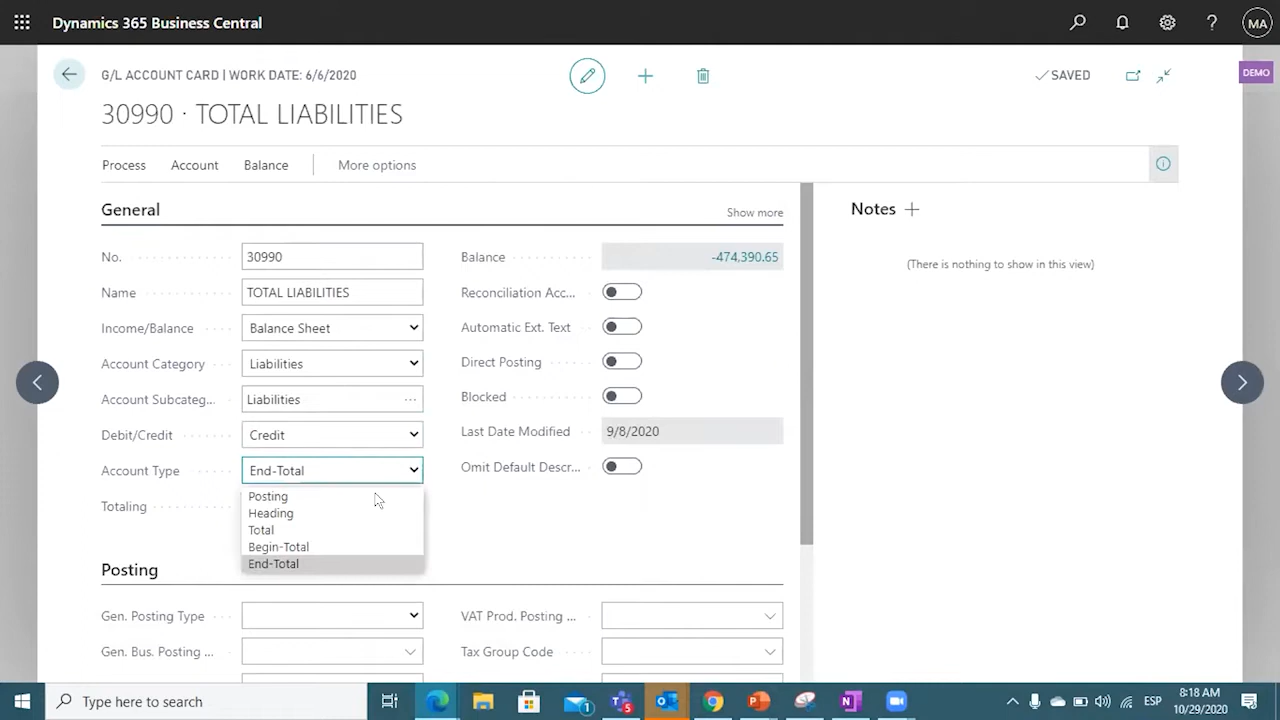 Dynamics 365 Business Central
MA
G/L ACCOUNT CARD | WORK DATE: 6/6/2020
SAVED
DEMO
30990 · TOTAL LIABILITIES
Process
Account
Balance
More options
General
Show more
Notes
(There is nothing to show in this view)
No.
30990
Name
TOTAL LIABILITIES
Income/Balance
Balance Sheet
Account Category
Liabilities
Account Subcateg...
Liabilities
Debit/Credit
Credit
Account Type
End-Total
Posting
Heading
Total
Begin-Total
End-Total
Totaling
Balance
-474,390.65
Reconciliation Acc...
Automatic Ext. Text
Direct Posting
Blocked
Last Date Modified
9/8/2020
Omit Default Descr...
Posting
Gen. Posting Type
Gen. Bus. Posting ...
VAT Prod. Posting ...
Tax Group Code
Type here to search
1
5
ESP
8:18 AM
10/29/2020